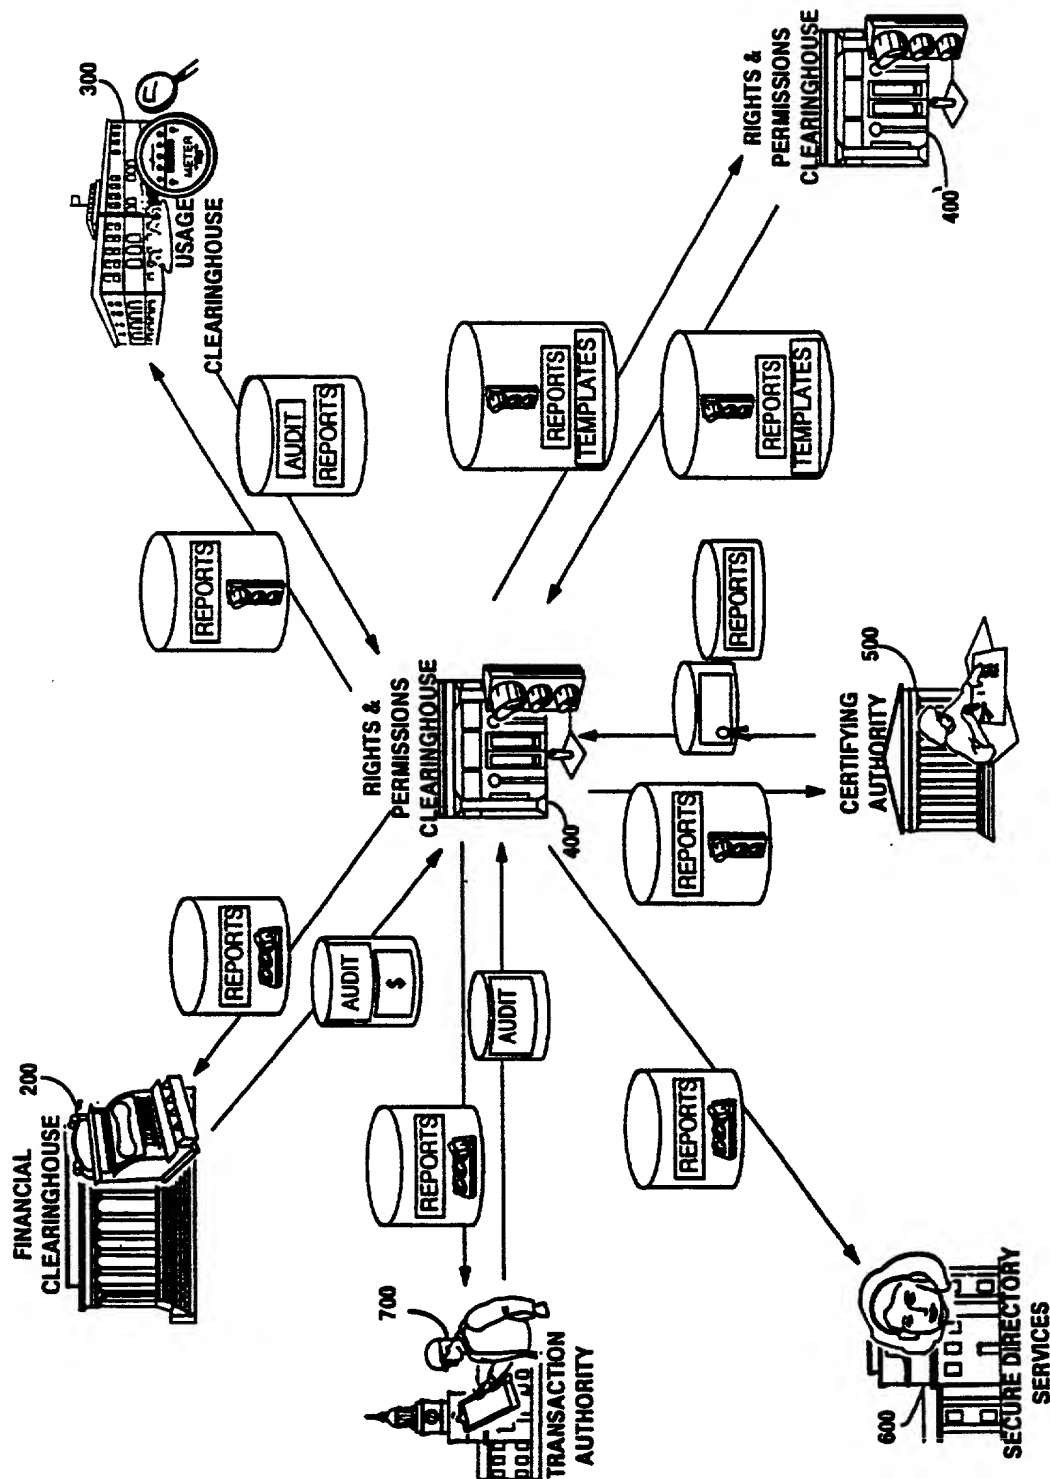 FINANCIAL
CLEARINGHOUSE
200
REPORTS
AUDIT
$
REPORTS
USAGE
CLEARINGHOUSE
300
METER
AUDIT
REPORTS
TRANSACTION
AUTHORITY
700
REPORTS
AUDIT
RIGHTS &
PERMISSIONS
CLEARINGHOUSE
400
REPORTS
TEMPLATES
REPORTS
TEMPLATES
RIGHTS &
PERMISSIONS
CLEARINGHOUSE
400
SECURE DIRECTORY
SERVICES
600
REPORTS
CERTIFYING
AUTHORITY
500
REPORTS
REPORTS